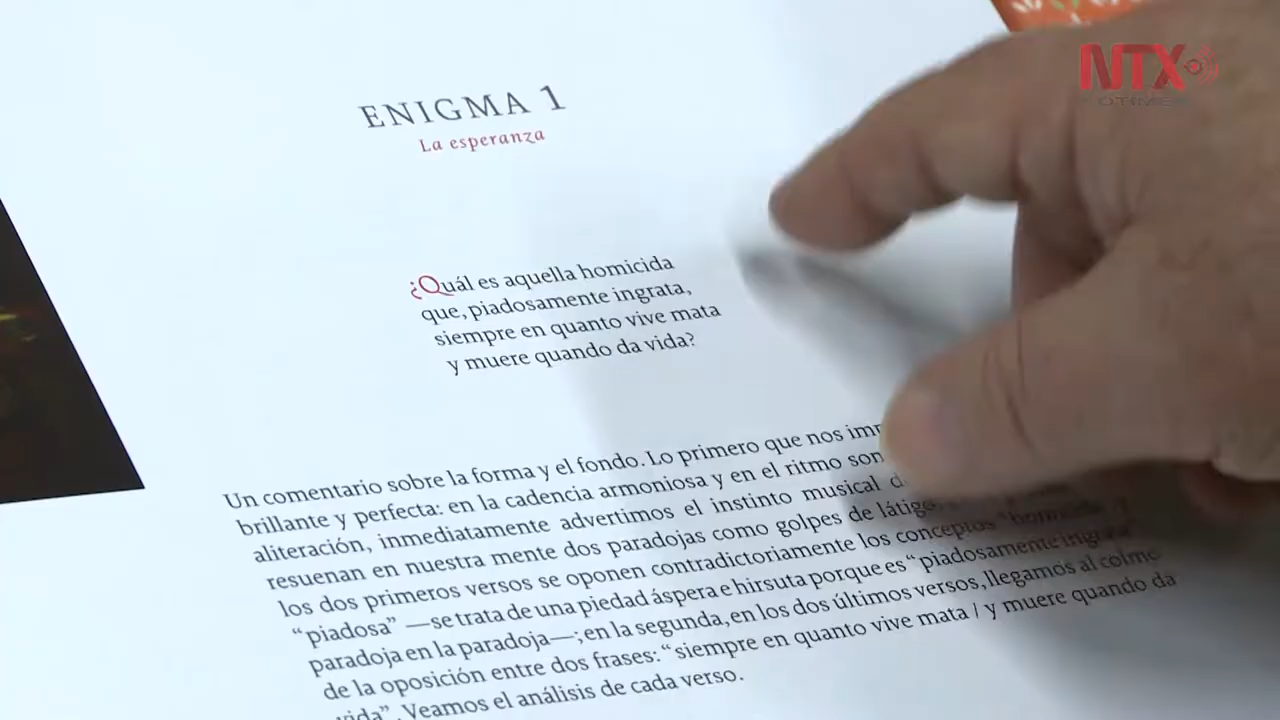 NTX
NOTIMEX
ENIGMA 1
La esperanza
¿Quál es aquella homicida
que, piadosamente ingrata,
siempre en quanto vive mata
y muere quando da vida?
Un comentario sobre la forma y el fondo. Lo primero que nos
brillante y perfecta: en la cadencia armoniosa y en el ritmo
aliteración, inmediatamente advertimos el instinto musical
resuenan en nuestra mente dos paradojas como golpes de
los dos primeros versos se oponen contradictoriamente los conceptos "homicida" y
"piadosa" —se trata de una piedad áspera e hirsuta porque es "piadosamente ingrata"
paradoja en la paradoja—; en la segunda, en los dos últimos versos, llegamos al colmo
de la oposición entre dos frases: "siempre en quanto vive mata / y muere quando da
vida". Veamos el análisis de cada verso.